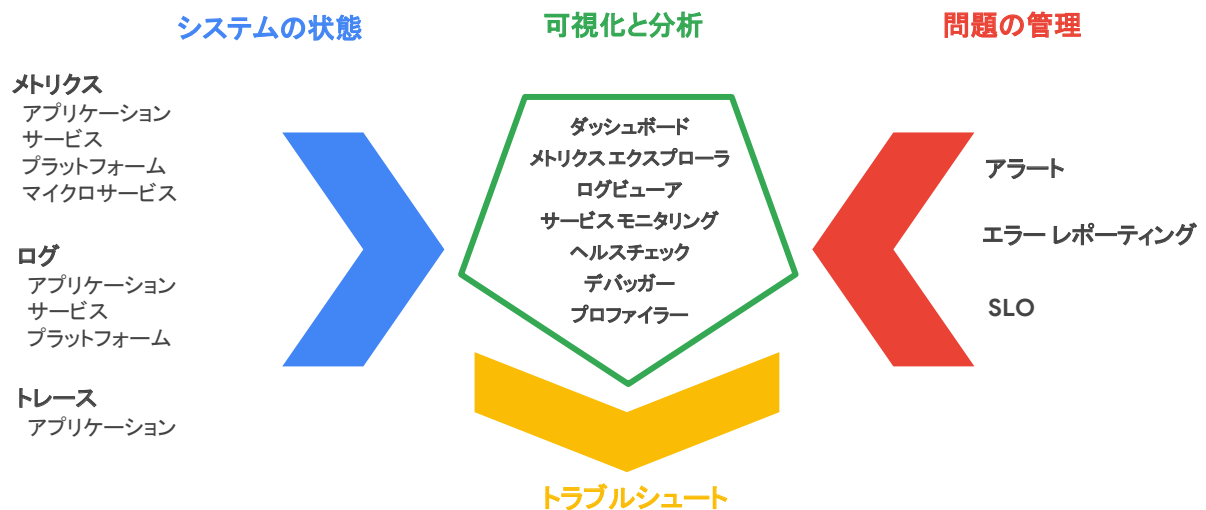 システムの状態
メトリクス
アプリケーション
サービス
プラットフォーム
マイクロサービス
ログ
アプリケーション
サービス
プラットフォーム
トレース
アプリケーション
可視化と分析
ダッシュボード
メトリクス エクスプローラ
ログビューア
サービス モニタリング
ヘルスチェック
デバッガー
プロファイラー
トラブルシュート
問題の管理
アラート
エラー レポーティング
SLO